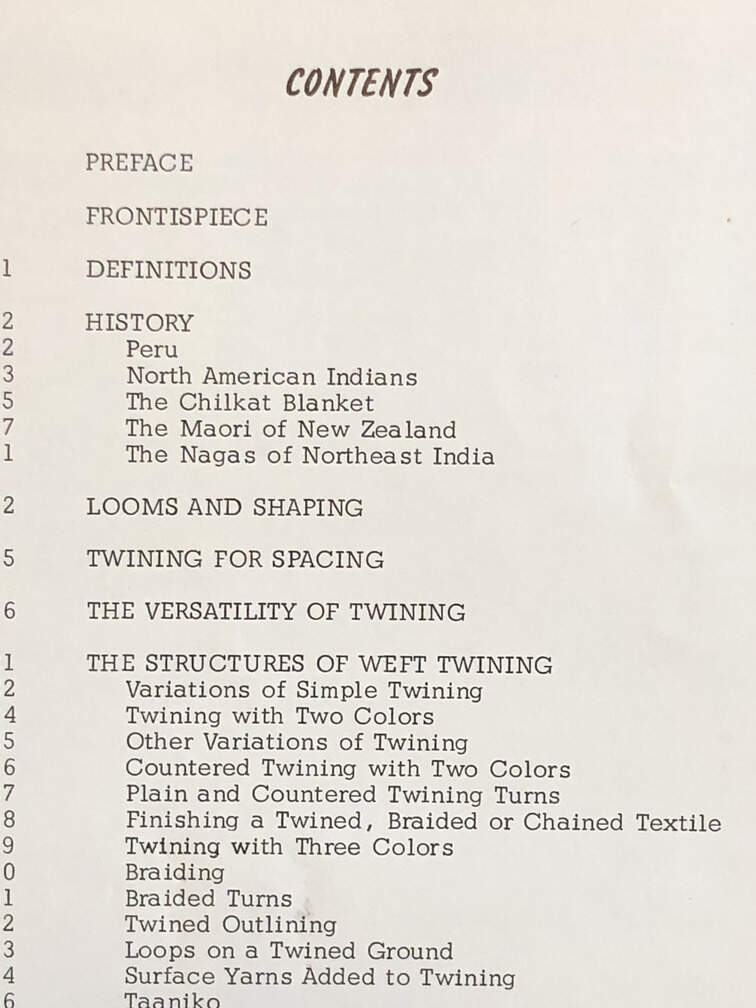 CONTENTS
PREFACE
FRONTISPIECE
1 DEFINITIONS
2 HISTORY
2 Peru
3 North American Indians
5 The Chilkat Blanket
7 The Maori of New Zealand
1 The Nagas of Northeast India
2 LOOMS AND SHAPING
5 TWINING FOR SPACING
6 THE VERSATILITY OF TWINING
1 THE STRUCTURES OF WEFT TWINING
2 Variations of Simple Twining
4 Twining with Two Colors
5 Other Variations of Twining
6 Countered Twining with Two Colors
7 Plain and Countered Twining Turns
8 Finishing a Twined, Braided or Chained Textile
9 Twining with Three Colors
0 Braiding
1 Braided Turns
2 Twined Outlining
3 Loops on a Twined Ground
4 Surface Yarns Added to Twining
6 Taaniko